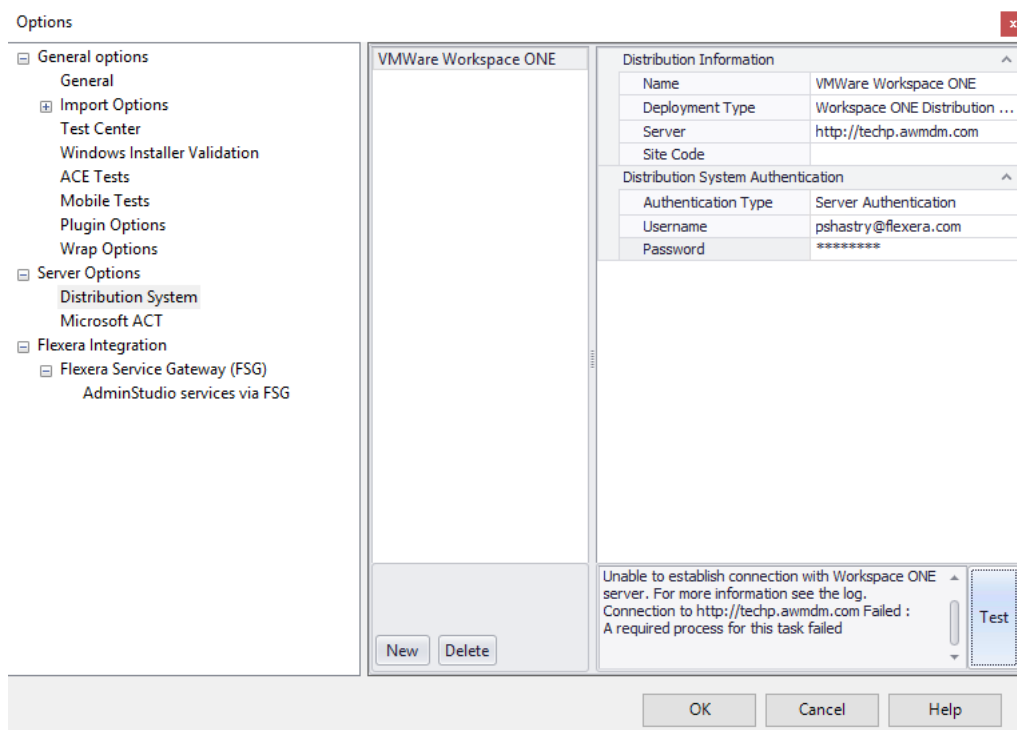 Options
x
General options
General
Import Options
Test Center
Windows Installer Validation
ACE Tests
Mobile Tests
Plugin Options
Wrap Options
Server Options
Distribution System
Microsoft ACT
Flexera Integration
Flexera Service Gateway (FSG)
AdminStudio services via FSG
VMWare Workspace ONE
New Delete
Distribution Information
Name VMWare Workspace ONE
Deployment Type Workspace ONE Distribution ...
Server http://techp.awmdm.com
Site Code
Distribution System Authentication
Authentication Type Server Authentication
Username pshastry@flexera.com
Password ********
Unable to establish connection with Workspace ONE
server. For more information see the log.
Connection to http://techp.awmdm.com Failed :
A required process for this task failed
Test
OK Cancel Help